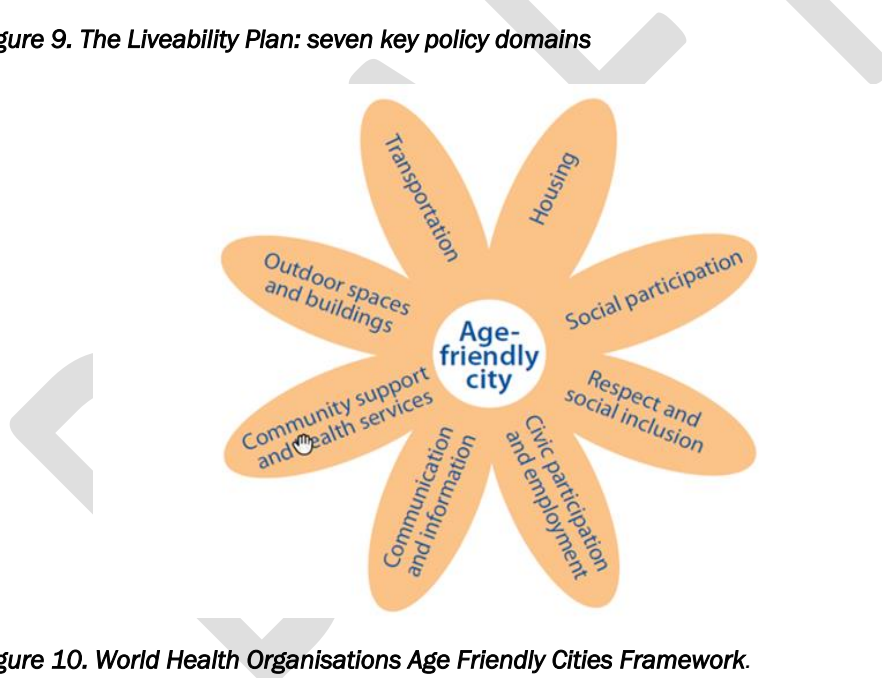 gure 9. The Liveability Plan: seven key policy domains
Transportation
Housing
Outdoor spaces
and buildings
Social participation
Age-
friendly
city
Community support
and health services
Respect and
social inclusion
Communication
and information
Civic participation
and employment
gure 10. World Health Organisations Age Friendly Cities Framework.